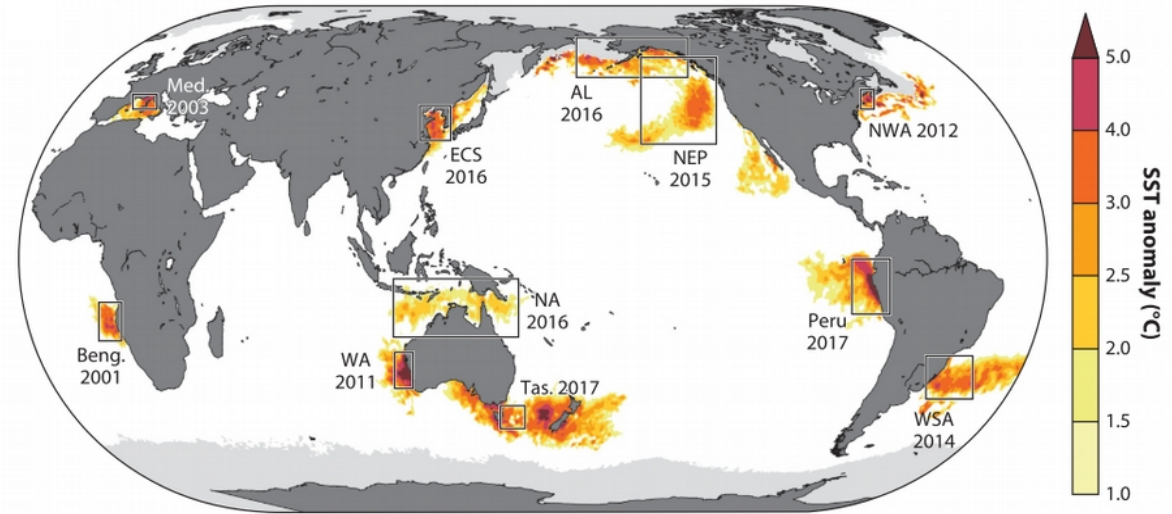 Med.
2003
AL
2016
NWA 2012
ECS
2016
NEP
2015
NA
2016
Beng.
2001
WA
2011
Tas. 2017
Peru
2017
WSA
2014
5.0
4.0
3.0
2.5
2.0
1.5
1.0
SST anomaly (°C)